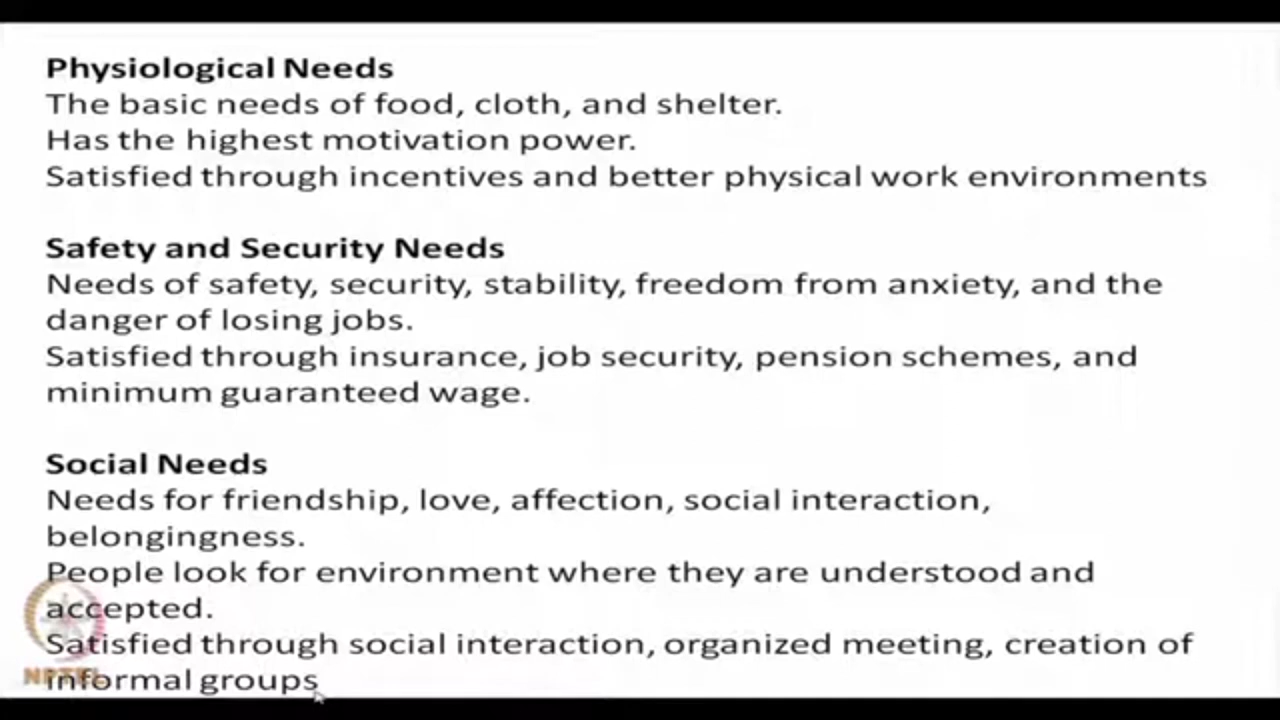 Physiological Needs
The basic needs of food, cloth, and shelter.
Has the highest motivation power.
Satisfied through incentives and better physical work environments
Safety and Security Needs
Needs of safety, security, stability, freedom from anxiety, and the
danger of losing jobs.
Satisfied through insurance, job security, pension schemes, and
minimum guaranteed wage.
Social Needs
Needs for friendship, love, affection, social interaction,
belongingness.
People look for environment where they are understood and
accepted.
Satisfied through social interaction, organized meeting, creation of
informal groups
NPTEL